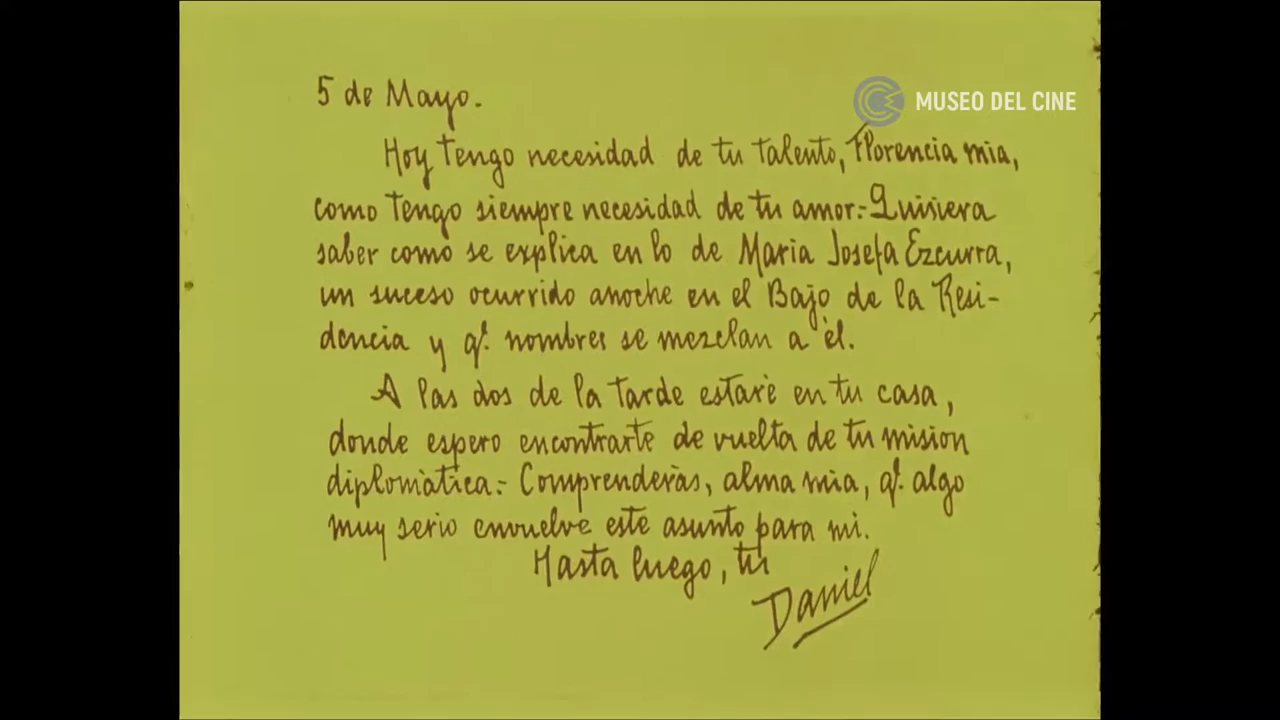 5 de Mayo.
MUSEO DEL CINE
Hoy tengo necesidad de tu talento, Florencia mia,
como tengo siempre necesidad de tu amor.- Quisiera
saber como se explica en lo de Maria Josefa Ezcurra,
un suceso ocurrido anoche en el Bajo de la Resi-
dencia y q.' nombres se mezclan a èl.
A las dos de la tarde estarè en tu casa,
donde espero encontrarte de vuelta de tu mision
diplomàtica.- Comprenderàs, alma mia, q.' algo
muy serio envuelve este asunto para mi.
Hasta luego, tu
Daniel